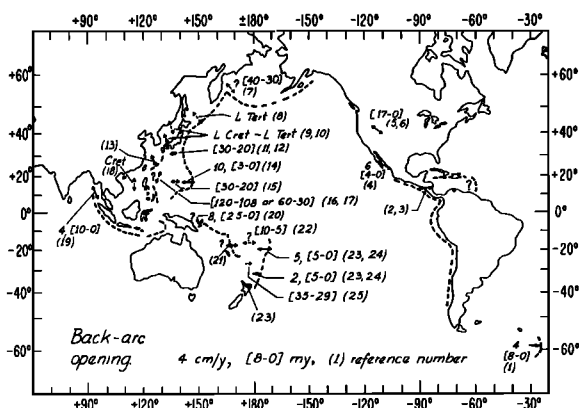 +90° +120° +150° ±180° -150° -120° -90° -60° -20°
+60° +60°
+40° +40°
+20° +20°
0° 0°
-20° -20°
-40° -40°
-60° -60°
? [40-30]
(7)
L Tert (8)
L Cret - L Tert (9, 10)
(13) [30-20] (11, 12)
Cret
(18)
10, [3-0] (14)
[30-20] (15)
[120-108 or 60-30] (16, 17)
8, [2.5-0] (20)
4, [10-0]
(19)
? [10-5] (22)
(21)
5, [5-0] (23, 24)
2, [5-0] (23, 24)
[35-29] (25)
(23)
[17-0]
(5, 6)
6
[4-0]
(4)
?
(2, 3)
4
[8-0]
(1)
Back-arc
opening 4 cm/y, [8-0] my, (1) reference number
+90° +120° +150° ±180° -150° -120° -90° -60° -20°